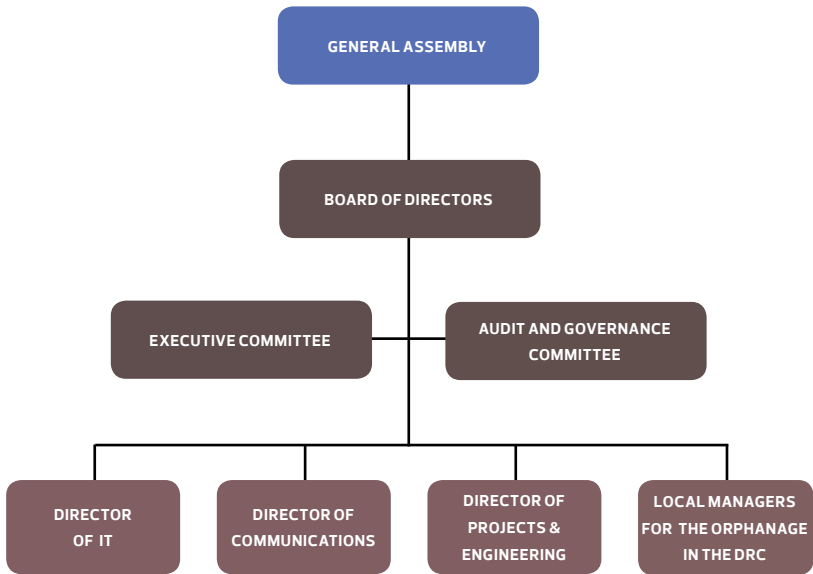 GENERAL ASSEMBLY
BOARD OF DIRECTORS
EXECUTIVE COMMITTEE
AUDIT AND GOVERNANCE
COMMITTEE
DIRECTOR
OF IT
DIRECTOR OF
COMMUNICATIONS
DIRECTOR OF
PROJECTS &
ENGINEERING
LOCAL MANAGERS
FOR THE ORPHANAGE
IN THE DRC